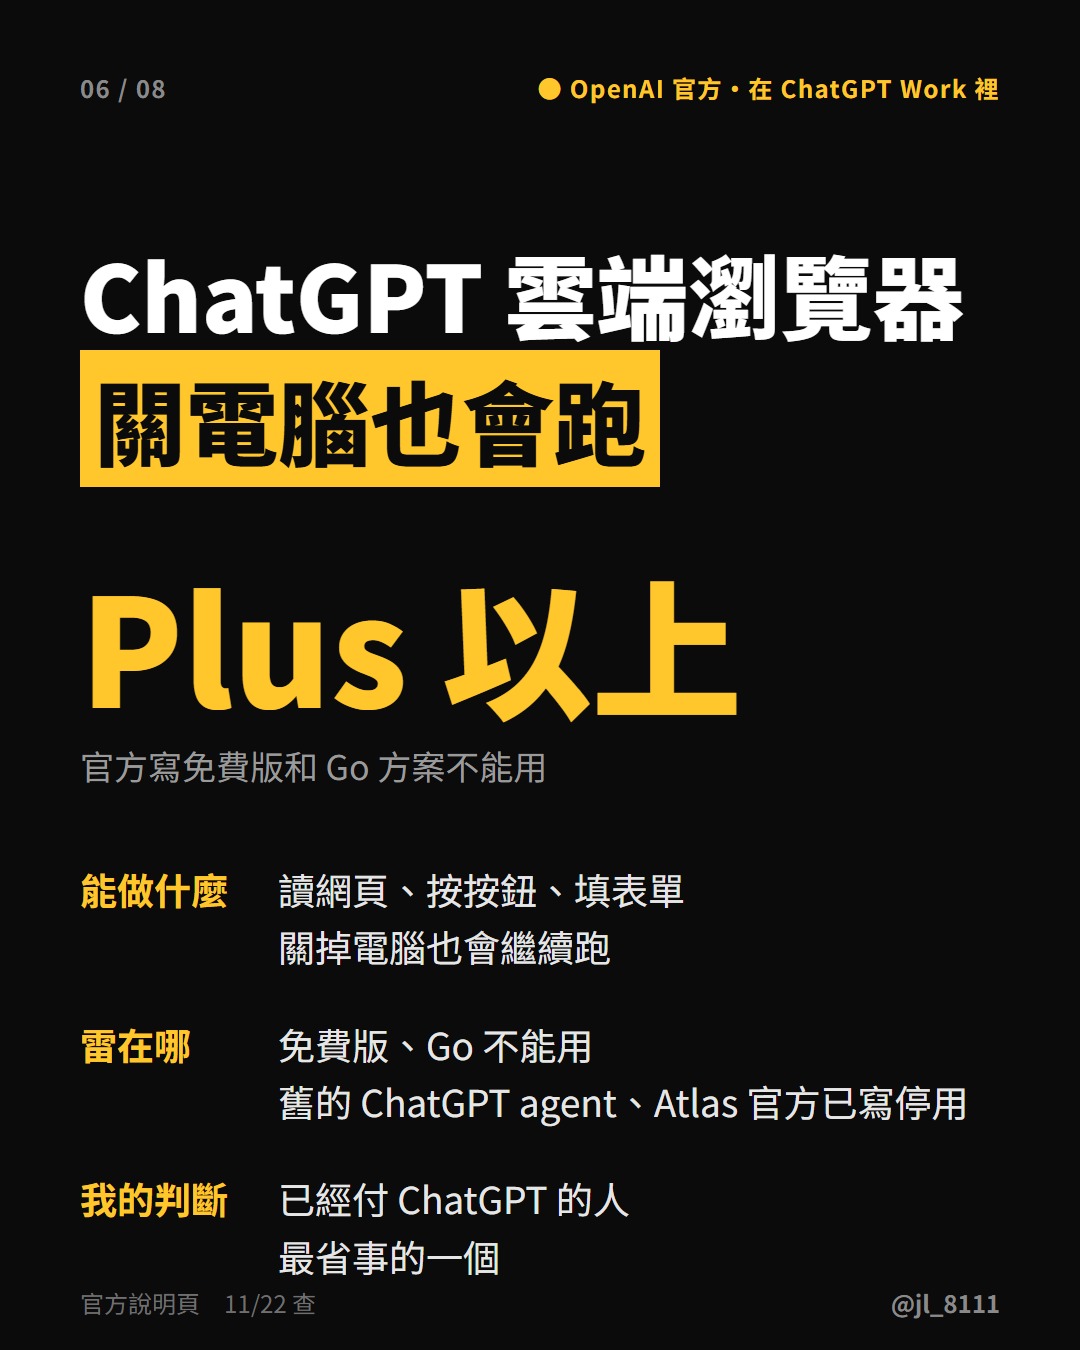 06 / 08
OpenAI 官方・在 ChatGPT Work 裡
ChatGPT 雲端瀏覽器
關電腦也會跑
Plus 以上
官方寫免費版和 Go 方案不能用
能做什麼 讀網頁、按按鈕、填表單
關掉電腦也會繼續跑
雷在哪 免費版、Go 不能用
舊的 ChatGPT agent、Atlas 官方已寫停用
我的判斷 已經付 ChatGPT 的人
最省事的一個
官方說明頁 11/22 查
@jl_8111